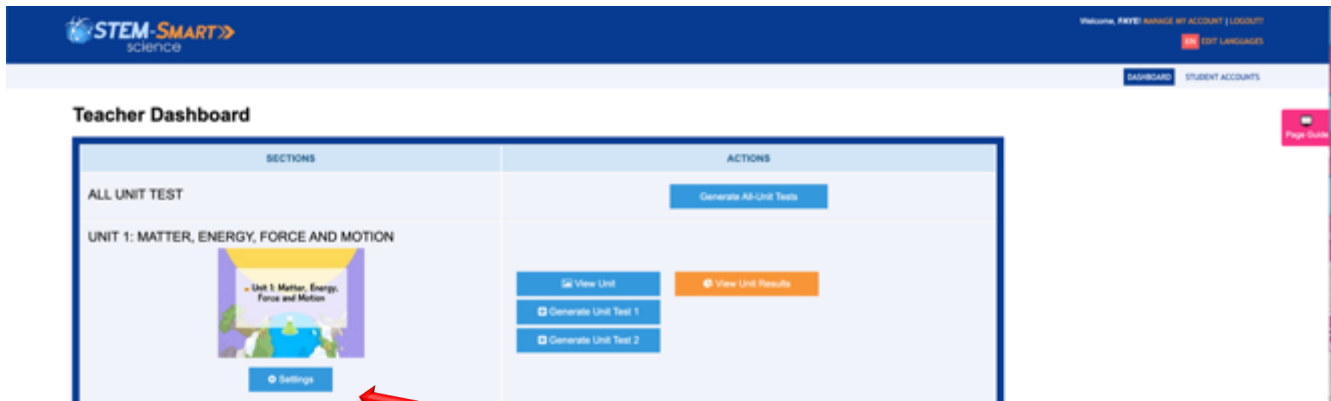 STEM-SMART
science
Welcome, FAYE! MANAGE MY ACCOUNT | LOGOUT?
EN EDIT LANGUAGES
DASHBOARD STUDENT ACCOUNTS
Page Guide
Teacher Dashboard
SECTIONS ACTIONS
ALL UNIT TEST Generate All-Unit Tests
UNIT 1: MATTER, ENERGY, FORCE AND MOTION
Unit 1: Matter, Energy,
Force and Motion
View Unit View Unit Results
Generate Unit Test 1
Generate Unit Test 2
Settings